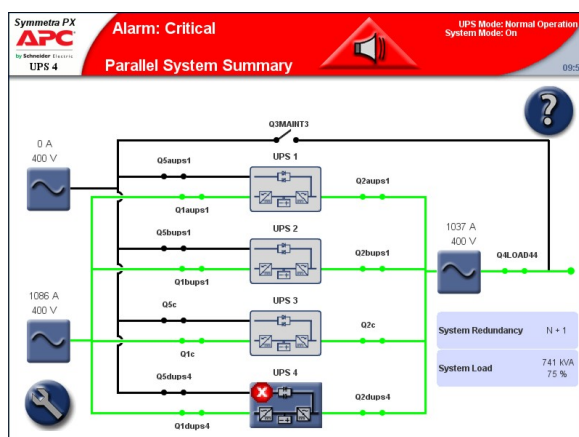 Symmetra PX
APC
by Schneider Electric
UPS 4
Alarm: Critical
Parallel System Summary
UPS Mode: Normal Operation
System Mode: On
09:5
?
Q3MAINT3
0 A
400 V
Q5aups1
UPS 1
Q2aups1
Q1aups1
Q5bups1
UPS 2
Q2bups1
Q1bups1
1037 A
400 V
Q4LOAD44
1086 A
400 V
Q5c
UPS 3
Q2c
Q1c
System Redundancy N + 1
System Load 741 kVA
75 %
Q5dups4
UPS 4
Q2dups4
Q1dups4